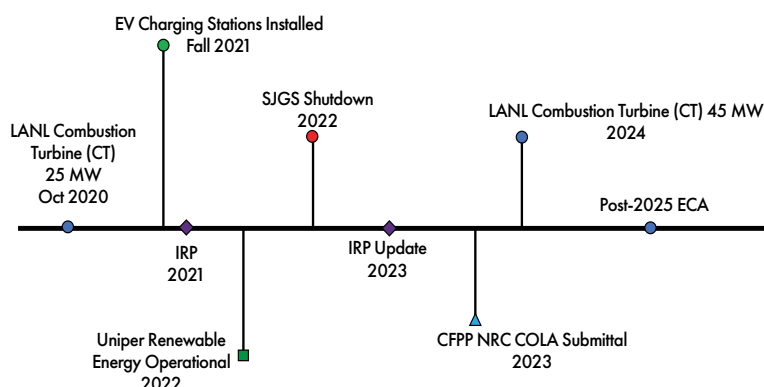 EV Charging Stations Installed
Fall 2021
SJGS Shutdown
2022
LANL Combustion Turbine (CT) 45 MW
2024
LANL Combustion
Turbine (CT)
25 MW
Oct 2020
Post-2025 ECA
IRP
2021
IRP Update
2023
Uniper Renewable
Energy Operational
2022
CFPP NRC COLA Submittal
2023